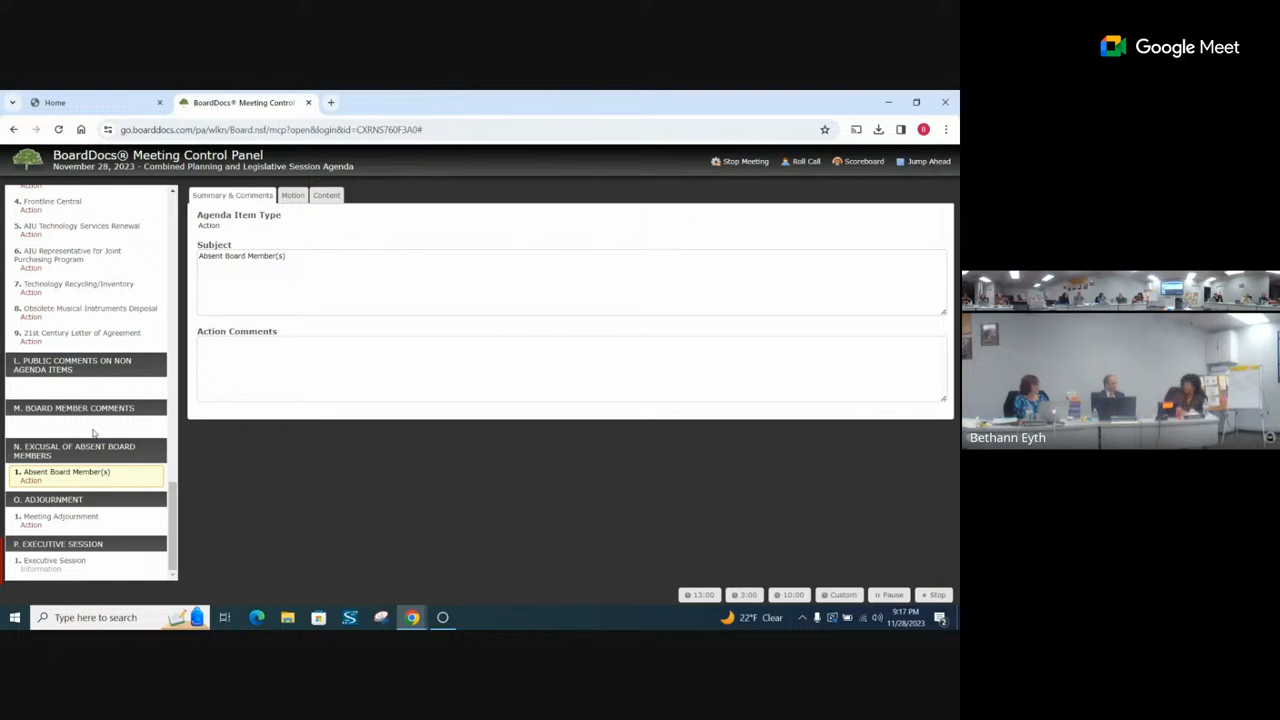 Google Meet
Home
BoardDocs® Meeting Control
go.boarddocs.com/pa/wlkn/Board.nsf/mcp?open&login&id=CXRNS760F3A0#
B
BoardDocs® Meeting Control Panel
November 28, 2023 - Combined Planning and Legislative Session Agenda
Stop Meeting
Roll Call
Scoreboard
Jump Ahead
Action
4. Frontline Central
Action
5. AIU Technology Services Renewal
Action
6. AIU Representative for Joint
Purchasing Program
Action
7. Technology Recycling/Inventory
Action
8. Obsolete Musical Instruments Disposal
Action
9. 21st Century Letter of Agreement
Action
L. PUBLIC COMMENTS ON NON
AGENDA ITEMS
M. BOARD MEMBER COMMENTS
N. EXCUSAL OF ABSENT BOARD
MEMBERS
1. Absent Board Member(s)
Action
O. ADJOURNMENT
1. Meeting Adjournment
Action
P. EXECUTIVE SESSION
1. Executive Session
Information
Summary & Comments
Motion
Content
Agenda Item Type
Action
Subject
Absent Board Member(s)
Action Comments
Bethann Eyth
13:00
3:00
10:00
Custom
Pause
Stop
Type here to search
22°F Clear
9:17 PM
11/28/2023
2